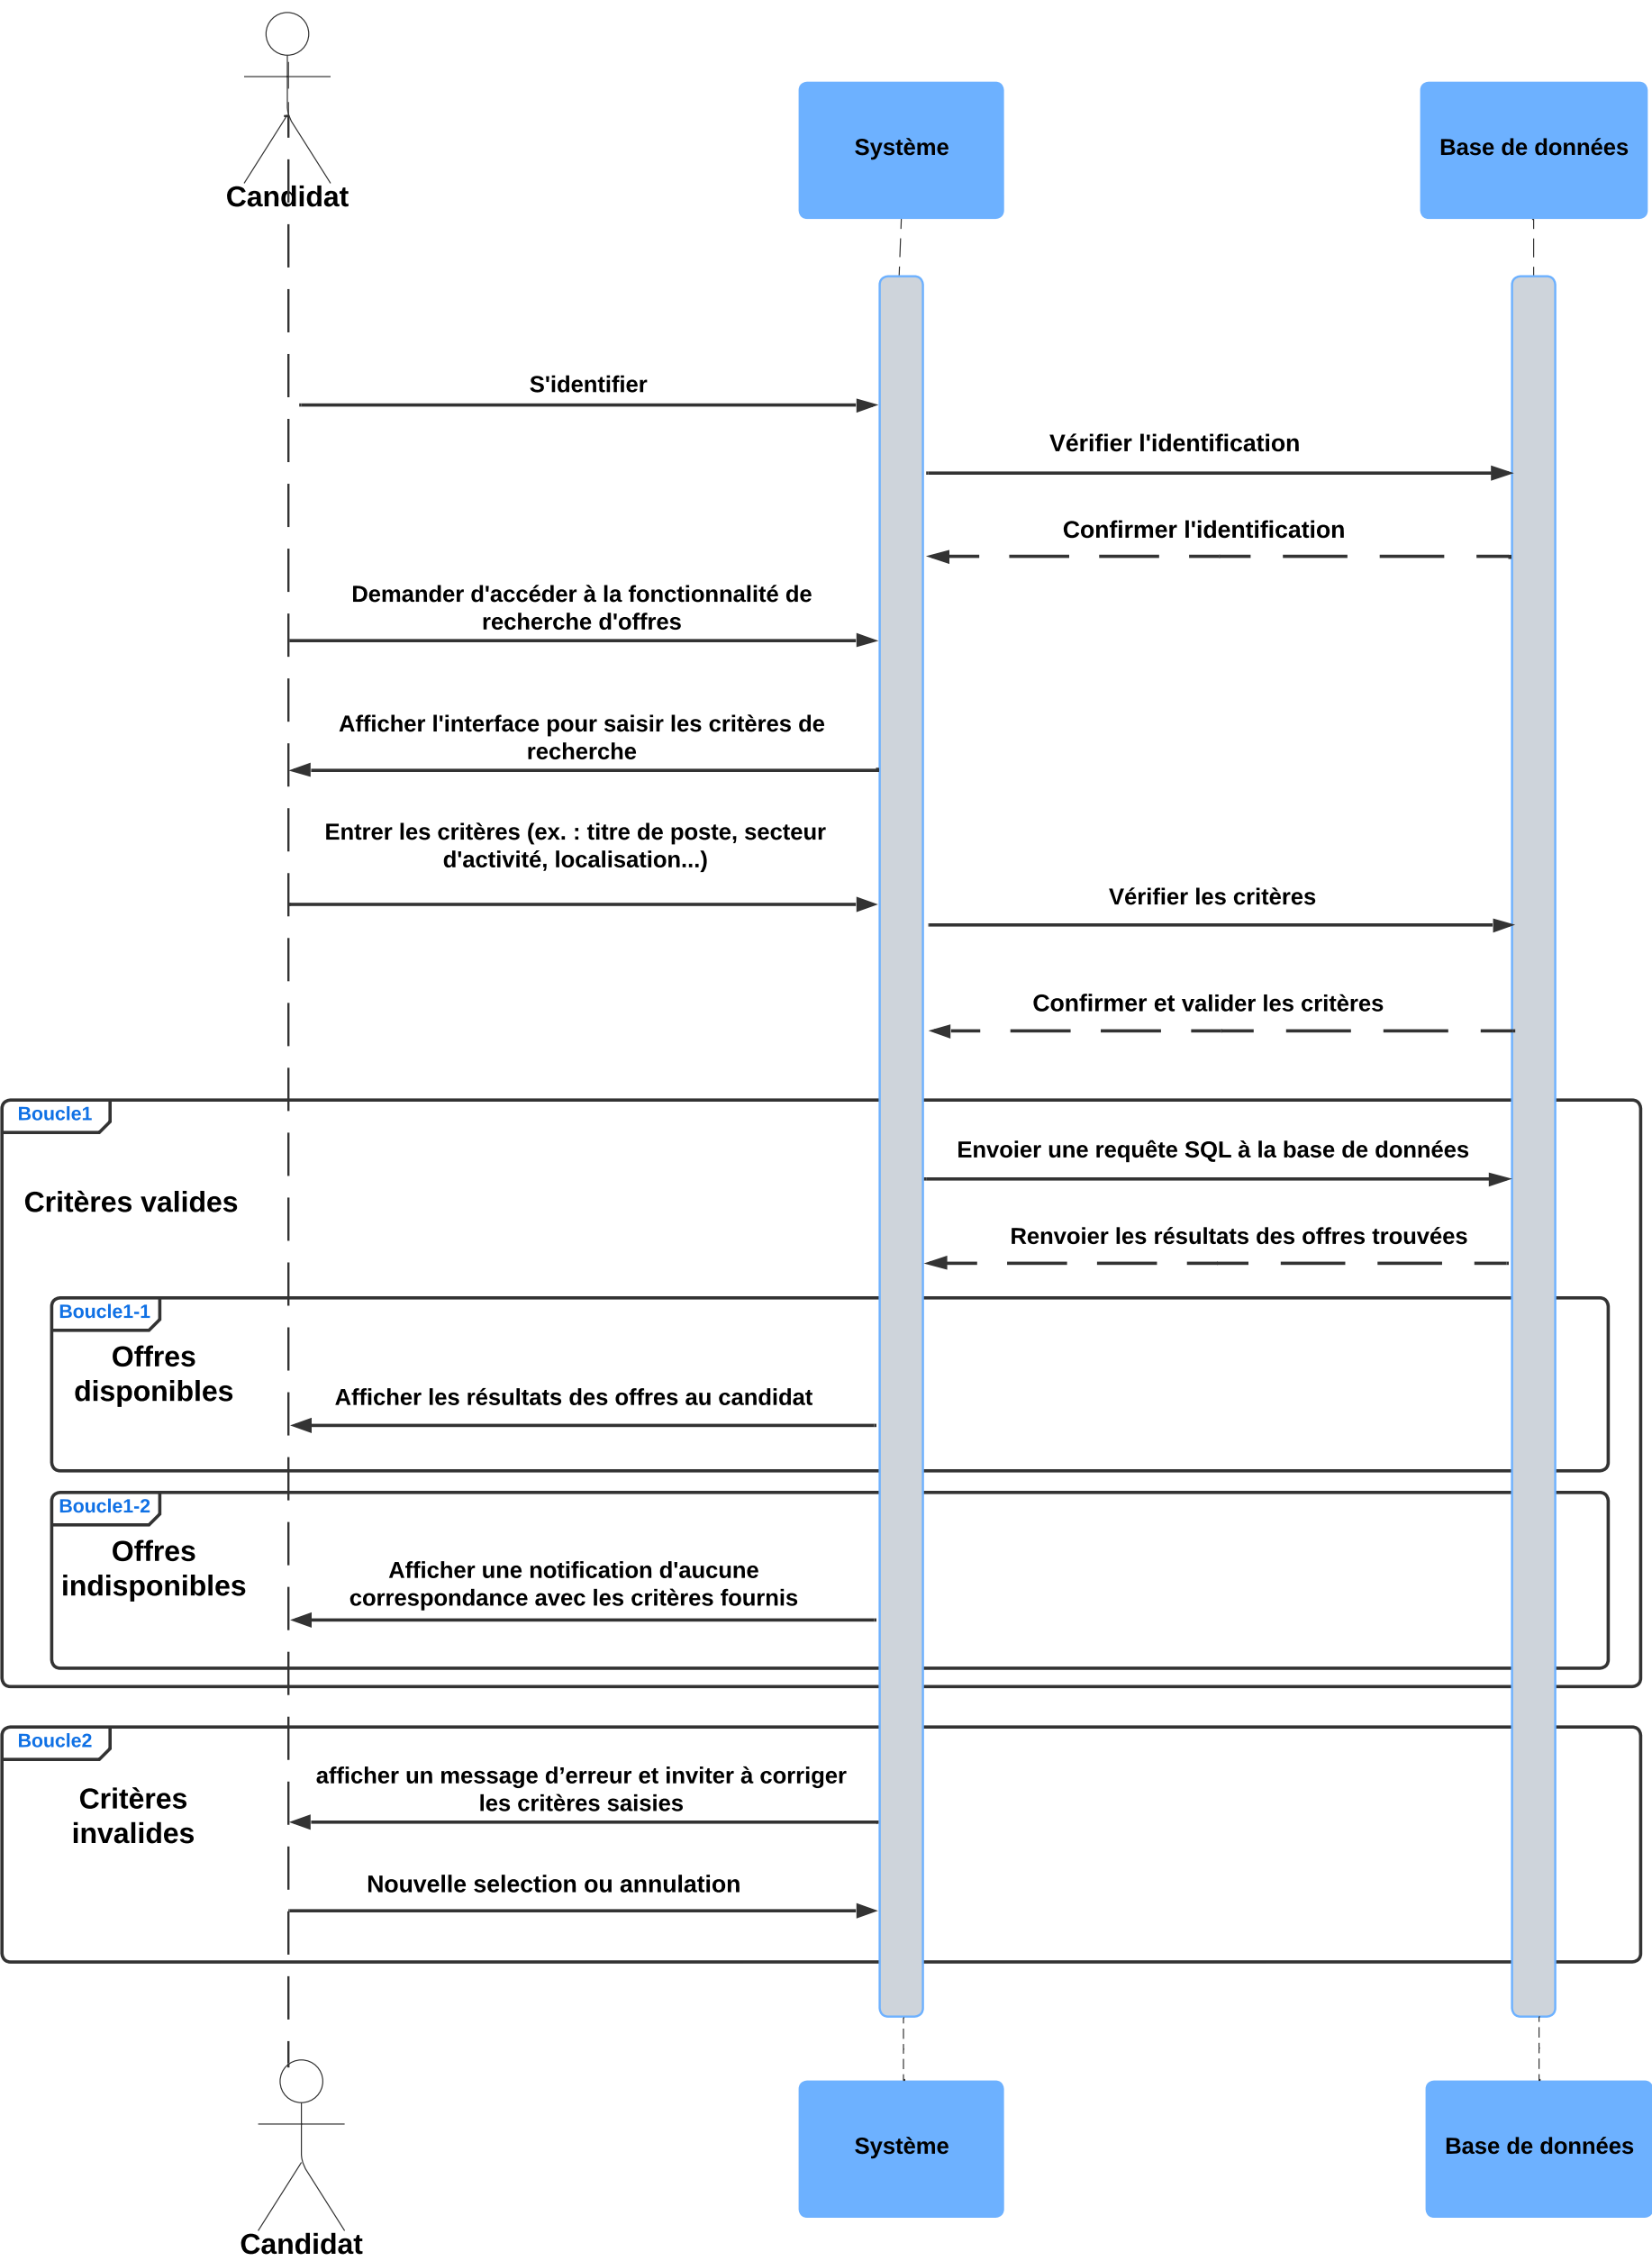 Candidat
Système
Base de données
S'identifier
Vérifier l'identification
Confirmer l'identification
Demander d'accéder à la fonctionnalité de
recherche d'offres
Afficher l'interface pour saisir les critères de
recherche
Entrer les critères (ex. : titre de poste, secteur
d'activité, localisation...)
Vérifier les critères
Confirmer et valider les critères
Boucle1
Envoier une requête SQL à la base de données
Critères valides
Renvoier les résultats des offres trouvées
Boucle1-1
Offres
disponibles
Afficher les résultats des offres au candidat
Boucle1-2
Offres
indisponibles
Afficher une notification d'aucune
correspondance avec les critères fournis
Boucle2
Critères
invalides
afficher un message d’erreur et inviter à corriger
les critères saisies
Nouvelle selection ou annulation
Système
Base de données
Candidat